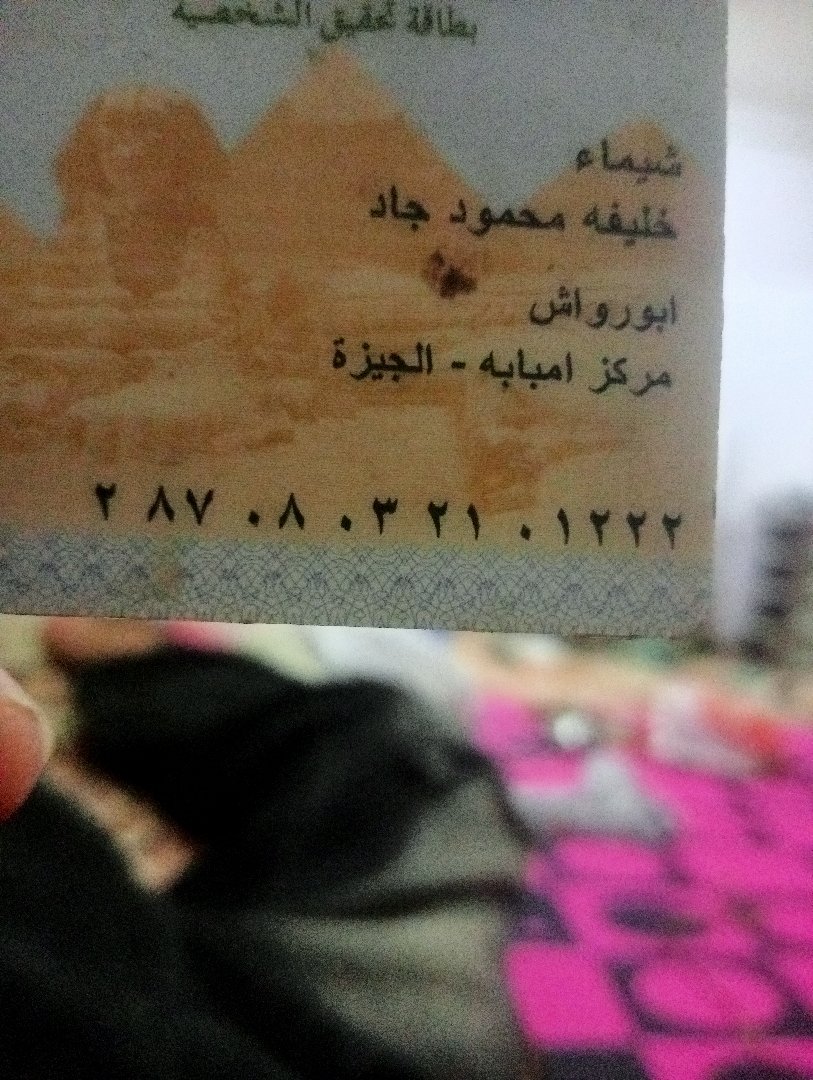 بطاقة تحقيق الشخصية
شيماء
خليفه محمود جاد
ابورواش
مركز امبابه - الجيزة
٢ ٨٧ ٠٨ ٠٣ ٢١ ٠١٢٢٢